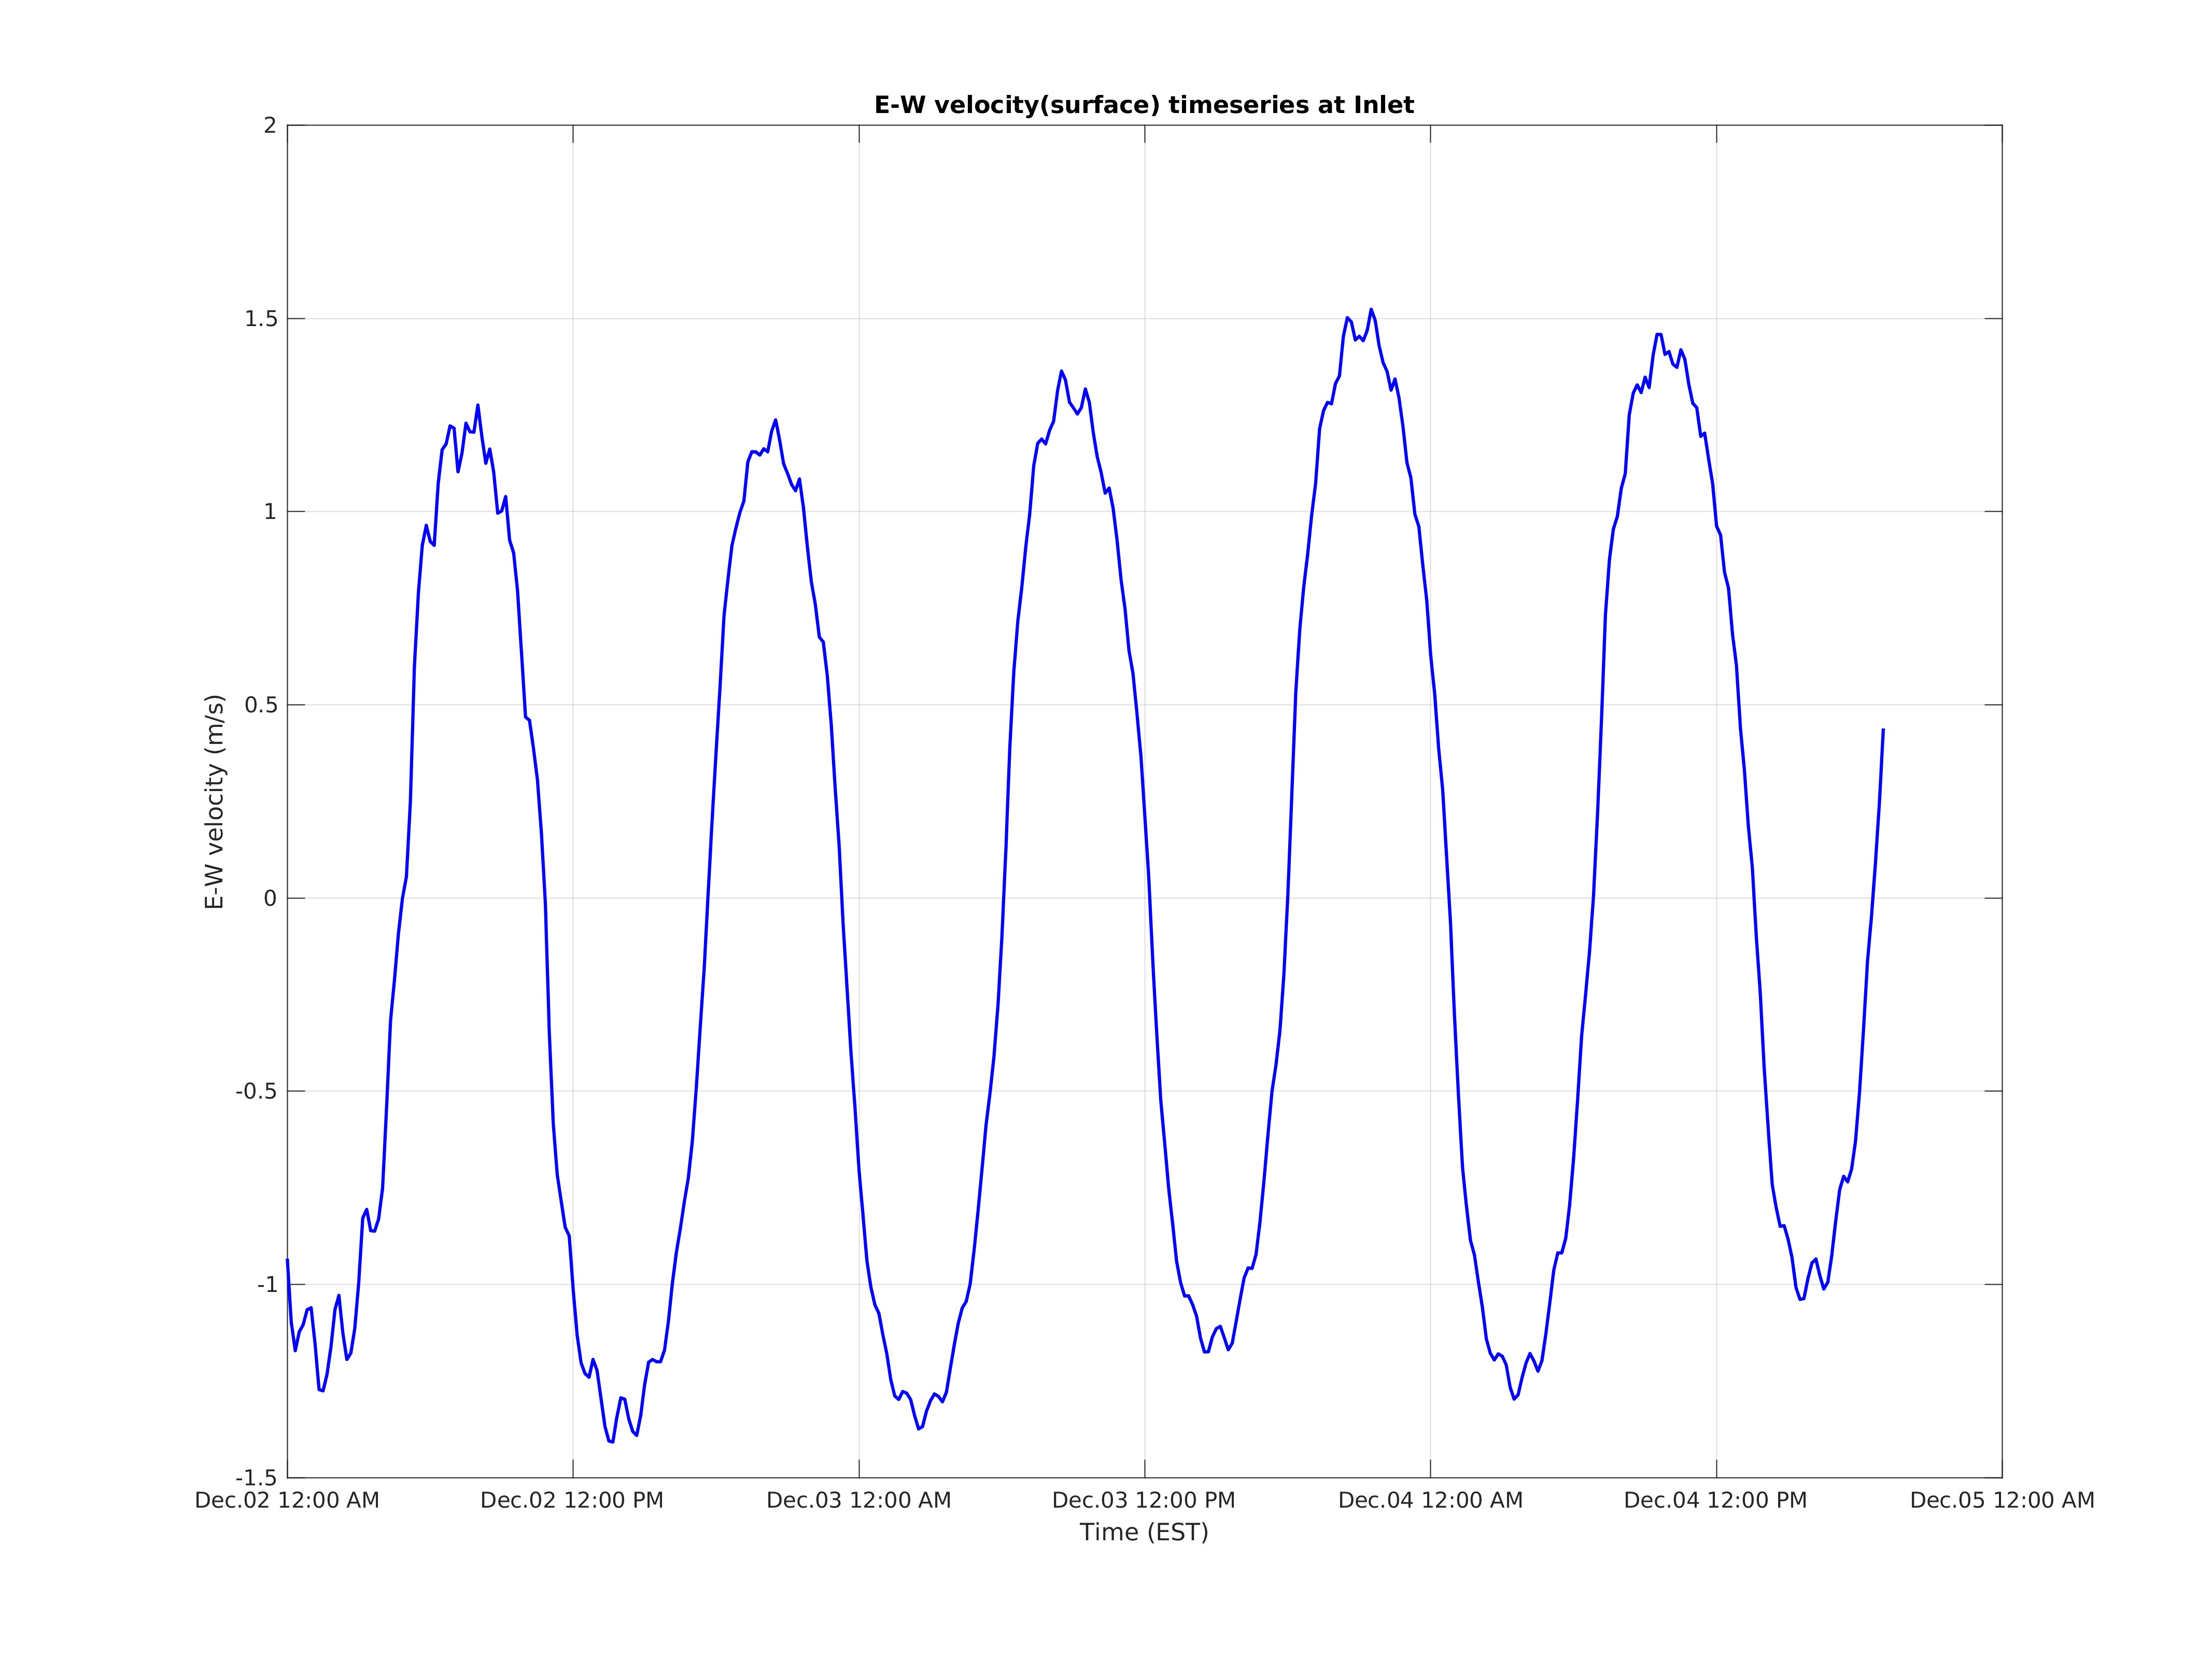 E-W velocity(surface) timeseries at Inlet
2
1.5
1
0.5
0
-0.5
-1
-1.5
E-W velocity (m/s)
Dec.02 12:00 AM Dec.02 12:00 PM Dec.03 12:00 AM Dec.03 12:00 PM Dec.04 12:00 AM Dec.04 12:00 PM Dec.05 12:00 AM
Time (EST)